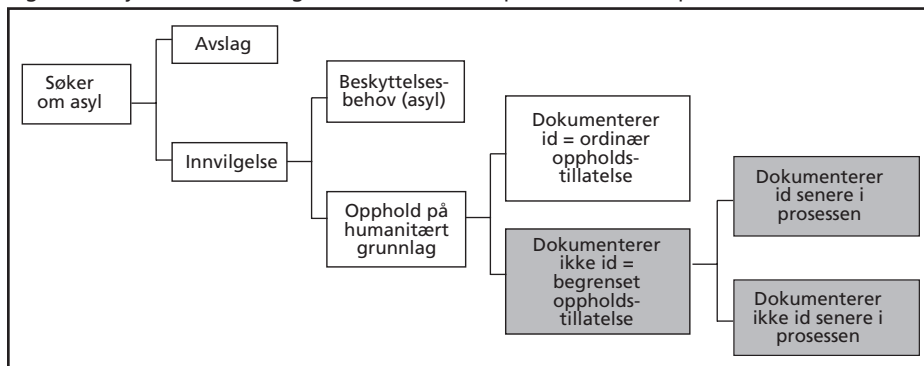 Avslag
Søker
om asyl
Innvilgelse
Beskyttelses-
behov (asyl)
Opphold på
humanitært
grunnlag
Dokumenterer
id = ordinær
oppholds-
tillatelse
Dokumenterer
ikke id =
begrenset
oppholds-
tillatelse
Dokumenterer
id senere i
prosessen
Dokumenterer
ikke id senere i
prosessen